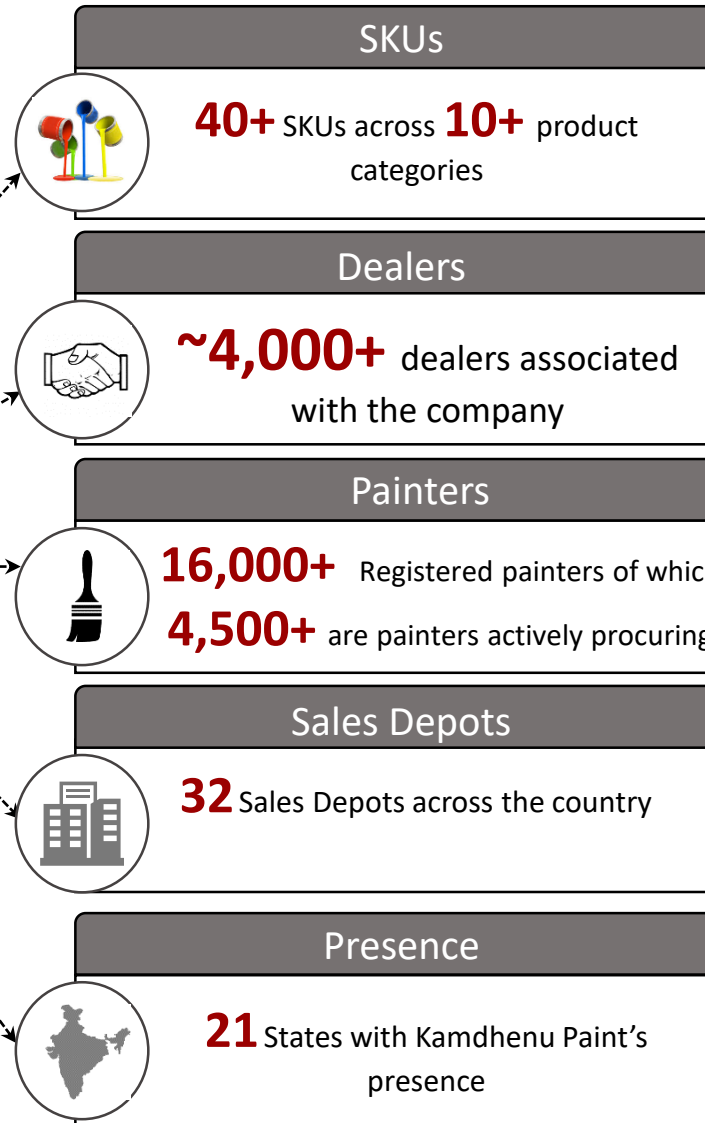 SKUs
40+ SKUs across 10+ product
categories
Dealers
~4,000+ dealers associated
with the company
Painters
16,000+ Registered painters of whic
4,500+ are painters actively procuring
Sales Depots
32 Sales Depots across the country
Presence
21 States with Kamdhenu Paint’s
presence